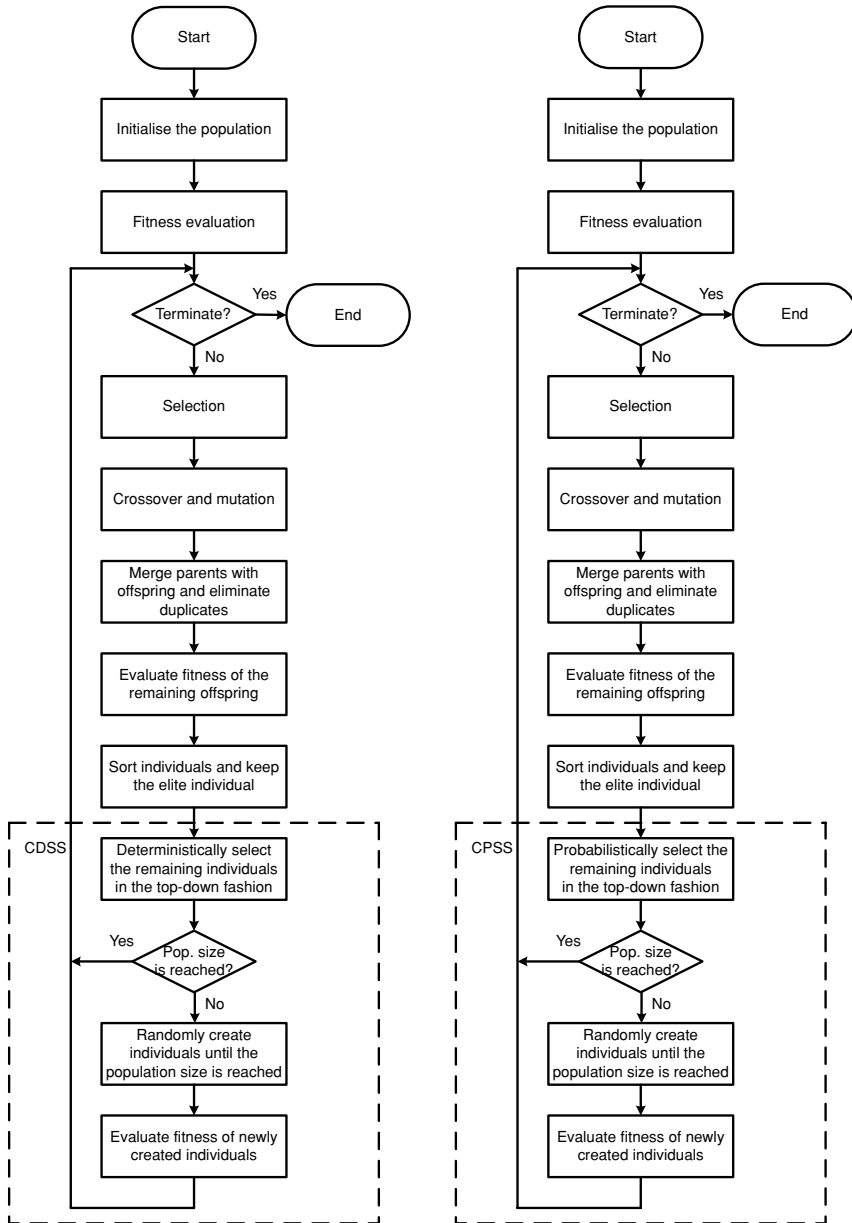 Start
Initialise the population
Fitness evaluation
Terminate?
Yes
End
No
Selection
Crossover and mutation
Merge parents with
offspring and eliminate
duplicates
Evaluate fitness of the
remaining offspring
Sort individuals and keep
the elite individual
CDSS
Deterministically select
the remaining individuals
in the top-down fashion
Yes
Pop. size
is reached?
No
Randomly create
individuals until the
population size is reached
Evaluate fitness of newly
created individuals
Start
Initialise the population
Fitness evaluation
Terminate?
Yes
End
No
Selection
Crossover and mutation
Merge parents with
offspring and eliminate
duplicates
Evaluate fitness of the
remaining offspring
Sort individuals and keep
the elite individual
CPSS
Probabilistically select the
remaining individuals
in the top-down fashion
Yes
Pop. size
is reached?
No
Randomly create
individuals until the
population size is reached
Evaluate fitness of newly
created individuals